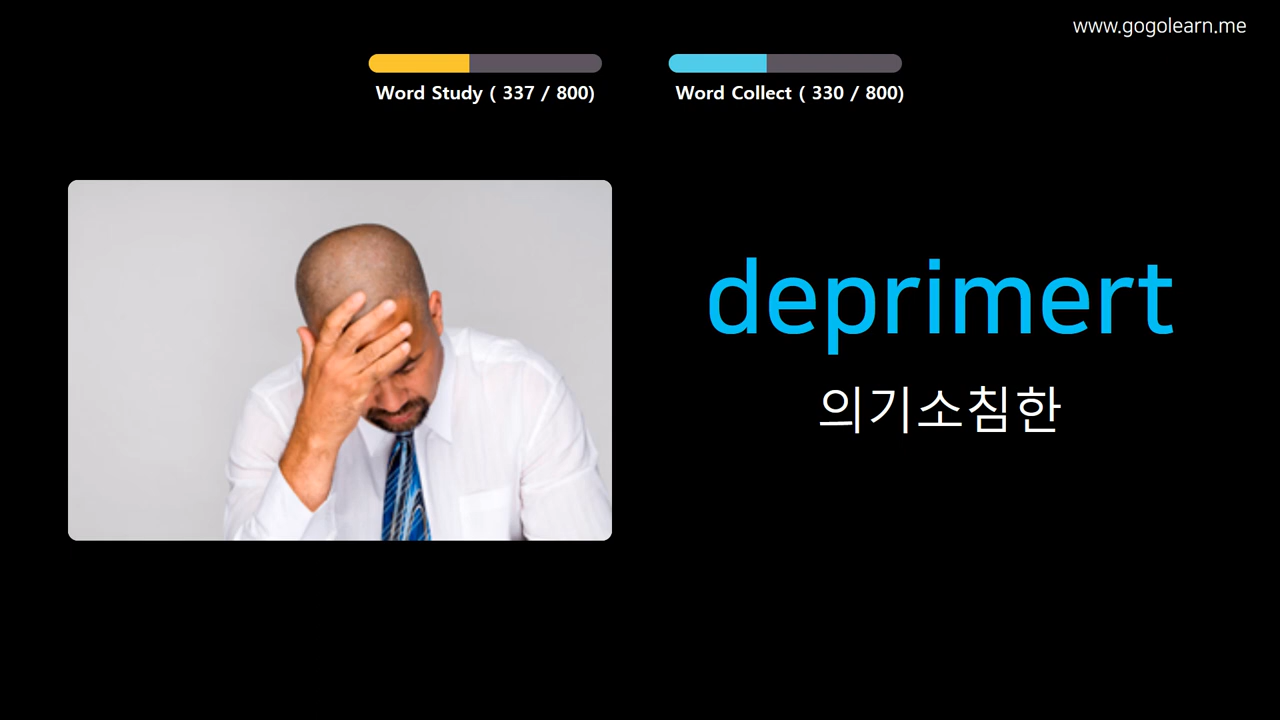 www.gogolearn.me
Word Study ( 337 / 800)
Word Collect ( 330 / 800)
deprimert
의기소침한